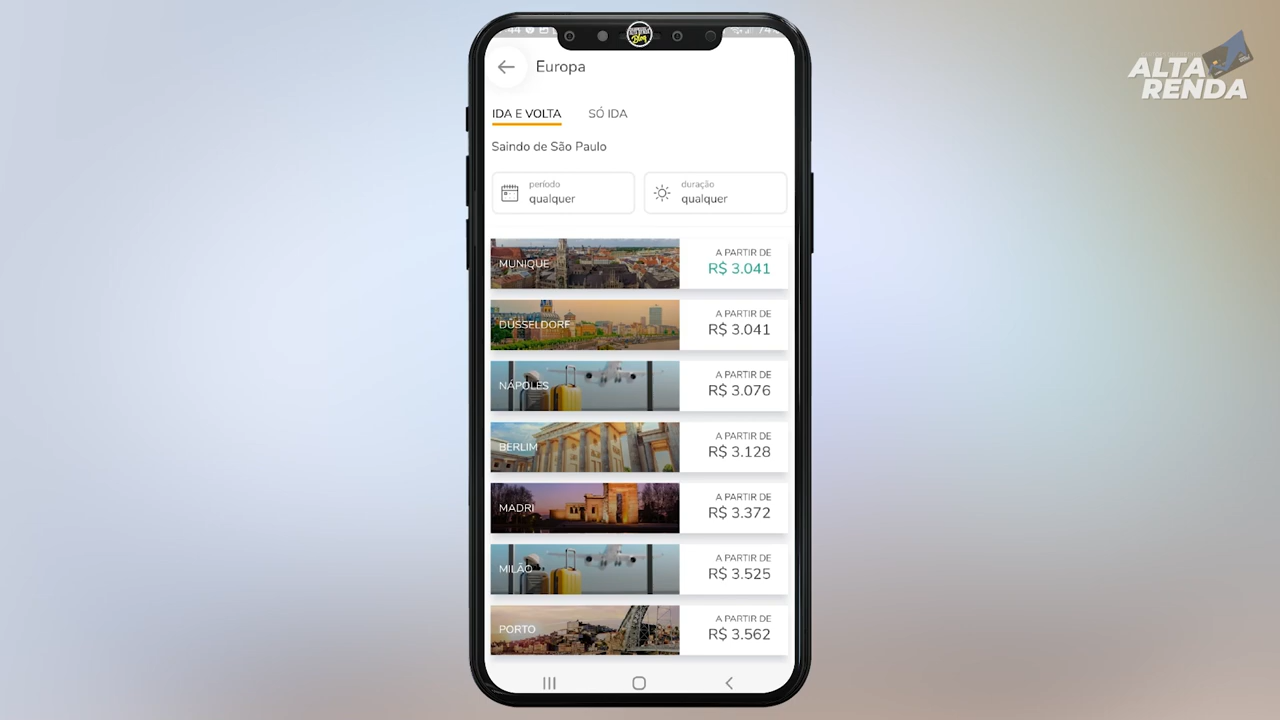 Europa
IDA E VOLTA
SÓ IDA
Saindo de São Paulo
período
qualquer
duração
qualquer
MUNIQUE
A PARTIR DE
R$ 3.041
DÜSSELDORF
A PARTIR DE
R$ 3.041
NÁPOLES
A PARTIR DE
R$ 3.076
BERLIM
A PARTIR DE
R$ 3.128
MADRI
A PARTIR DE
R$ 3.372
MILÃO
A PARTIR DE
R$ 3.525
PORTO
A PARTIR DE
R$ 3.562
ALTA
RENDA
Blog